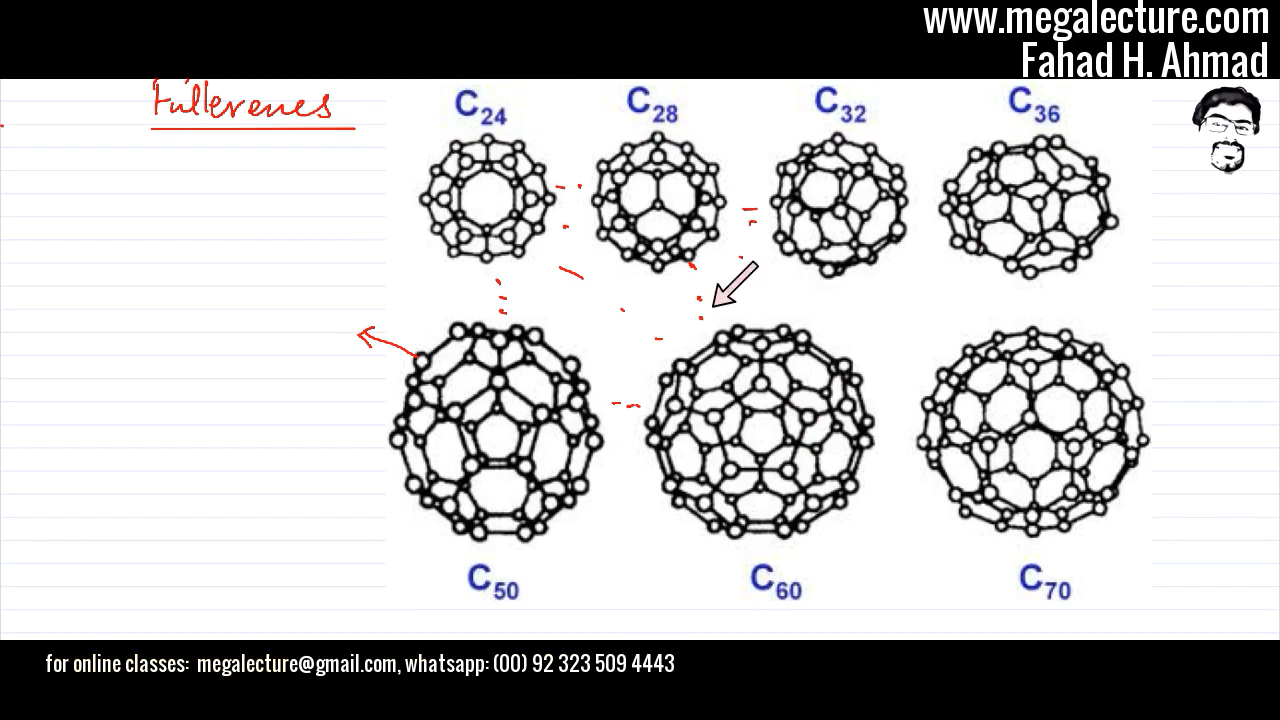 www.megalecture.com
Fahad H. Ahmad
Fullerenes
C24 C28 C32 C36
C50 C60 C70
for online classes: megalecture@gmail.com, whatsapp: (00) 92 323 509 4443